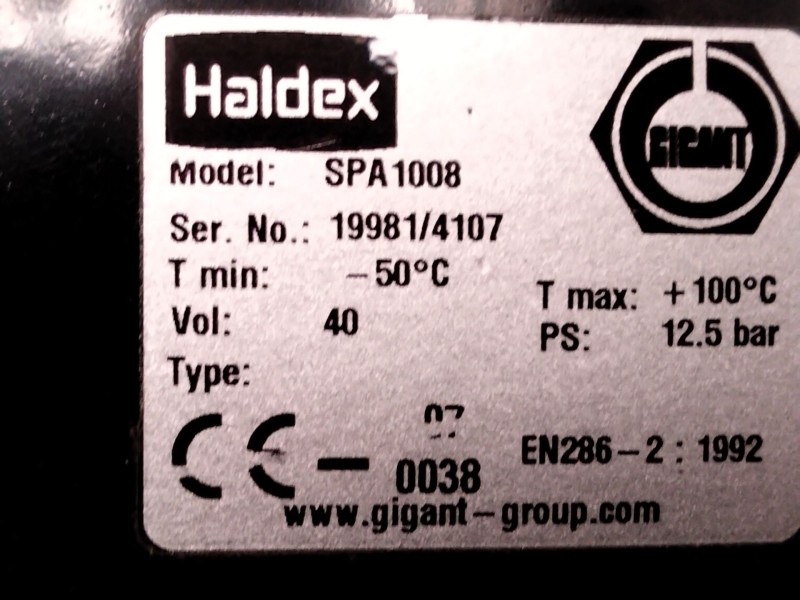 Haldex
GIGANT
Model: SPA1008
Ser. No.: 19981/4107
T min: -50°C
T max: +100°C
Vol: 40
PS: 12.5 bar
Type:
07
CE - 0038
EN286-2 : 1992
www.gigant-group.com